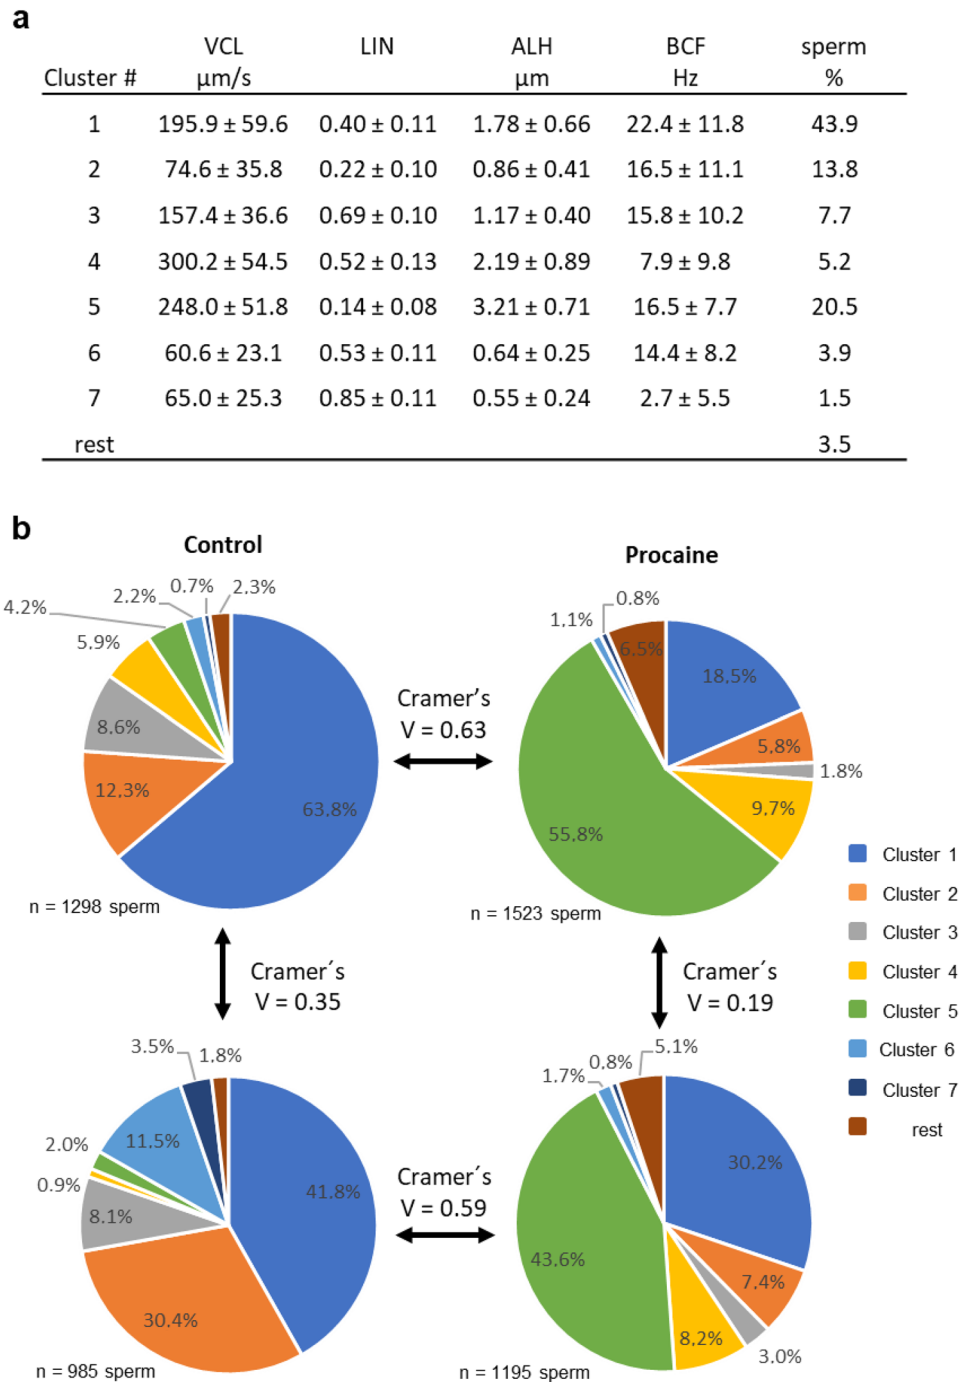 a
VCL LIN ALH BCF sperm
Cluster # µm/s µm Hz %
1 195.9 ± 59.6 0.40 ± 0.11 1.78 ± 0.66 22.4 ± 11.8 43.9
2 74.6 ± 35.8 0.22 ± 0.10 0.86 ± 0.41 16.5 ± 11.1 13.8
3 157.4 ± 36.6 0.69 ± 0.10 1.17 ± 0.40 15.8 ± 10.2 7.7
4 300.2 ± 54.5 0.52 ± 0.13 2.19 ± 0.89 7.9 ± 9.8 5.2
5 248.0 ± 51.8 0.14 ± 0.08 3.21 ± 0.71 16.5 ± 7.7 20.5
6 60.6 ± 23.1 0.53 ± 0.11 0.64 ± 0.25 14.4 ± 8.2 3.9
7 65.0 ± 25.3 0.85 ± 0.11 0.55 ± 0.24 2.7 ± 5.5 1.5
rest 3.5
b
Control
4.2%
2.2%
0.7%
2.3%
5.9%
8.6%
12,3%
63,8%
n = 1298 sperm
Cramer’s
V = 0.63
Procaine
1,1%
0.8%
6.5%
18,5%
5,8%
1.8%
9,7%
55,8%
n = 1523 sperm
Cluster 1
Cluster 2
Cluster 3
Cluster 4
Cluster 5
Cluster 6
Cluster 7
rest
Cramer´s
V = 0.35
Cramer´s
V = 0.19
3.5%
1,8%
11,5%
2.0%
0.9%
8.1%
41.8%
30.4%
n = 985 sperm
Cramer´s
V = 0.59
1.7%
0,8%
5.1%
30.2%
7,4%
3.0%
8,2%
43.6%
n = 1195 sperm